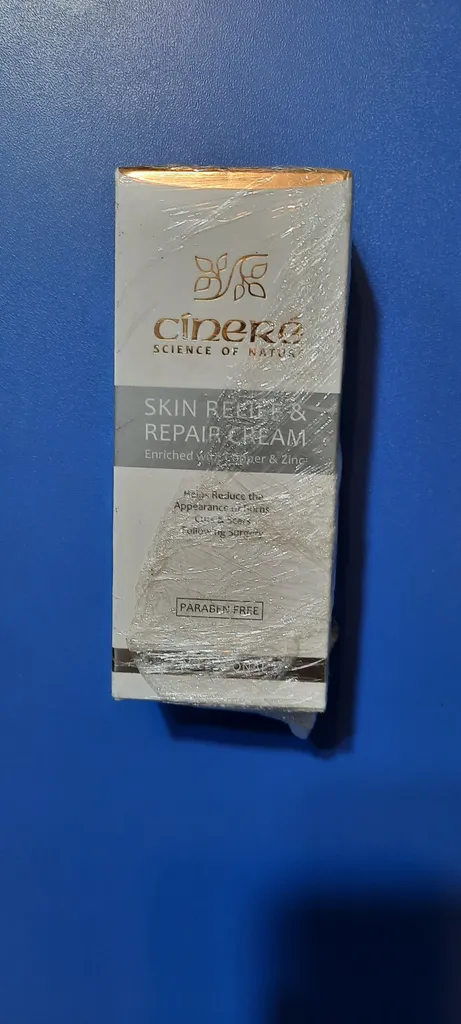 cíneré
SCIENCE OF NATURE
SKIN RELIEF &
REPAIR CREAM
Enriched with Copper & Zinc
Helps Reduce the
Appearance of Burns
Cuts & Scars
Following Surgery
PARABEN FREE